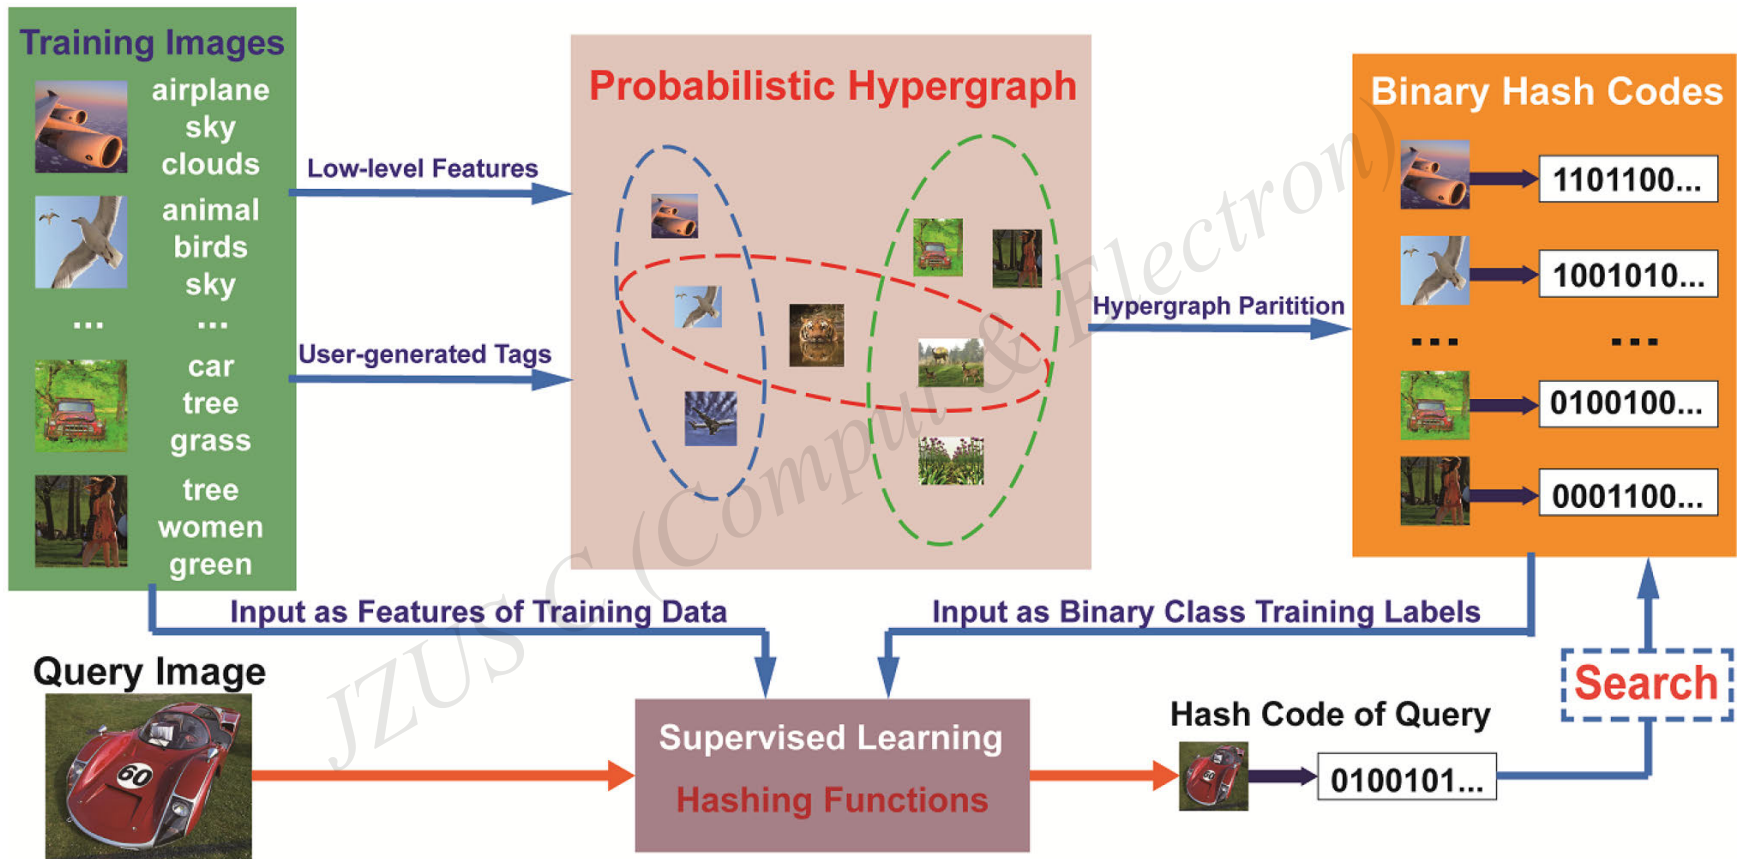 Training Images
airplane
sky
clouds
animal
birds
sky
...
...
car
tree
grass
tree
women
green
Low-level Features
User-generated Tags
Probabilistic Hypergraph
Hypergraph Paritition
Binary Hash Codes
1101100...
1001010...
...
...
0100100...
0001100...
Input as Features of Training Data
Input as Binary Class Training Labels
Query Image
60
Supervised Learning
Hashing Functions
Hash Code of Query
60
0100101...
Search
JZUS C (Comput & Electron)